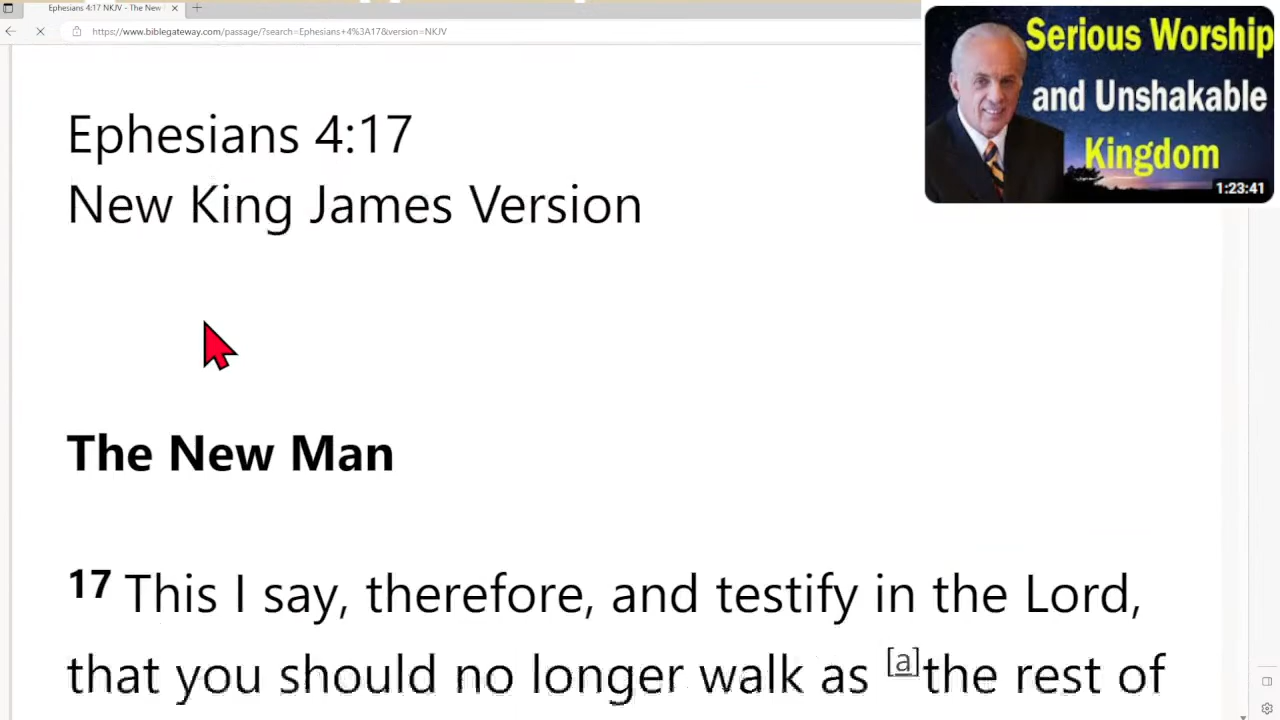 Ephesians 4:17 NKJV - The New
https://www.biblegateway.com/passage/?search=Ephesians+4%3A17&version=NKJV
Serious Worship
and Unshakable
Kingdom
1:23:41
Ephesians 4:17
New King James Version
The New Man
17 This I say, therefore, and testify in the Lord,
that you should no longer walk as [a]the rest of